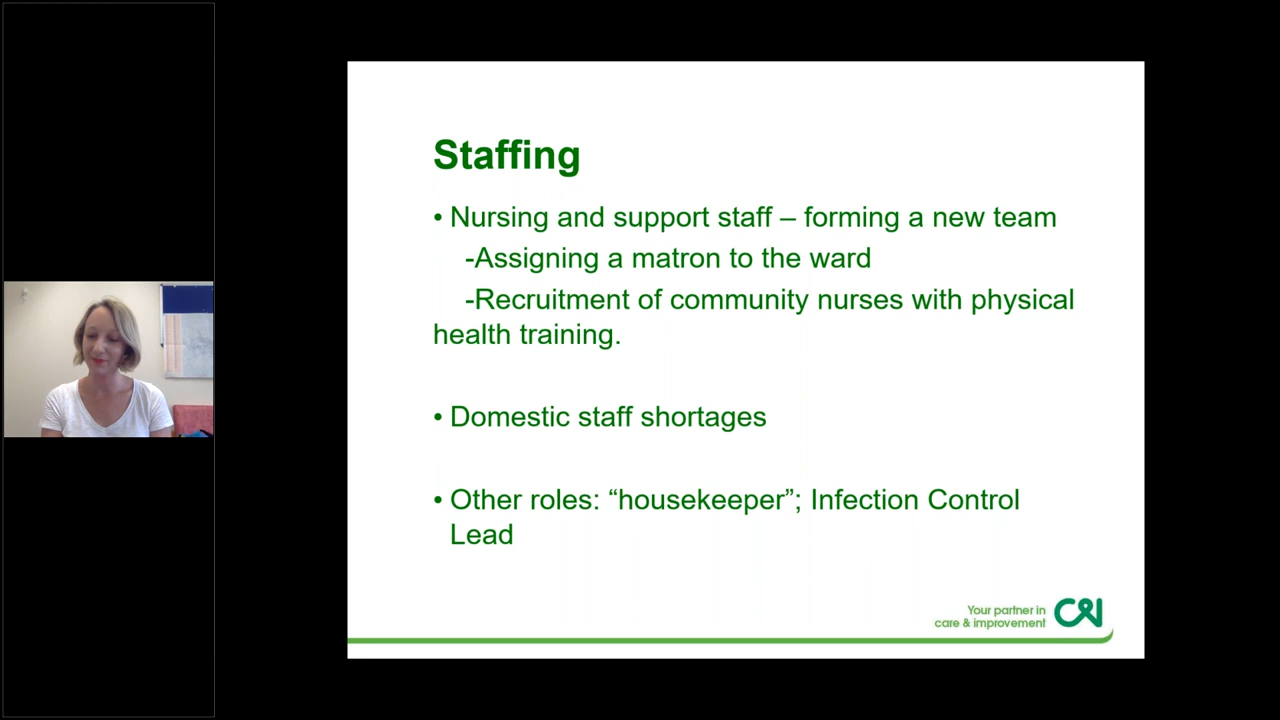 Staffing
• Nursing and support staff – forming a new team
-Assigning a matron to the ward
-Recruitment of community nurses with physical
health training.
• Domestic staff shortages
• Other roles: “housekeeper”; Infection Control
Lead
Your partner in
care & improvement
C&I